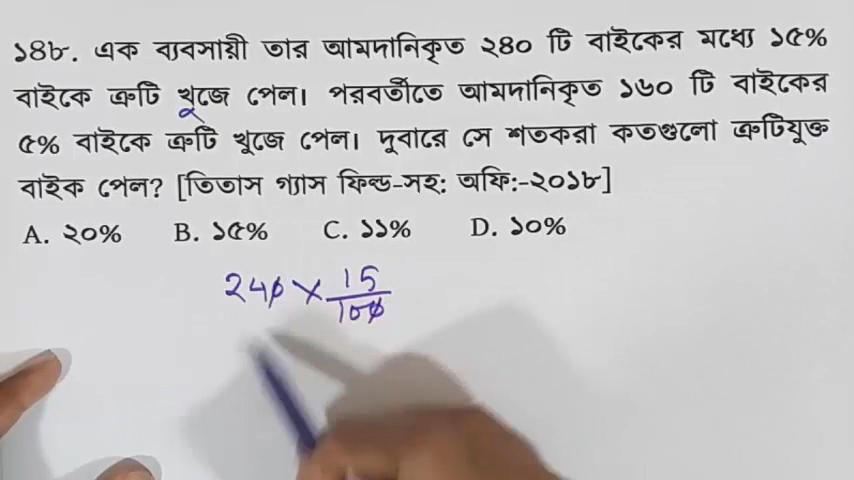 ১৪৮. এক ব্যবসায়ী তার আমদানিকৃত ২৪০ টি বাইকের মধ্যে ১৫%
বাইকে ত্রুটি খুজে পেল। পরবর্তীতে আমদানিকৃত ১৬০ টি বাইকের
৫% বাইকে ত্রুটি খুজে পেল। দুবারে সে শতকরা কতগুলো ত্রুটিযুক্ত
বাইক পেল? [তিতাস গ্যাস ফিল্ড-সহ: অফি:-২০১৮]
A. ২০% B. ১৫% C. ১১% D. ১০%
240 × 15/100